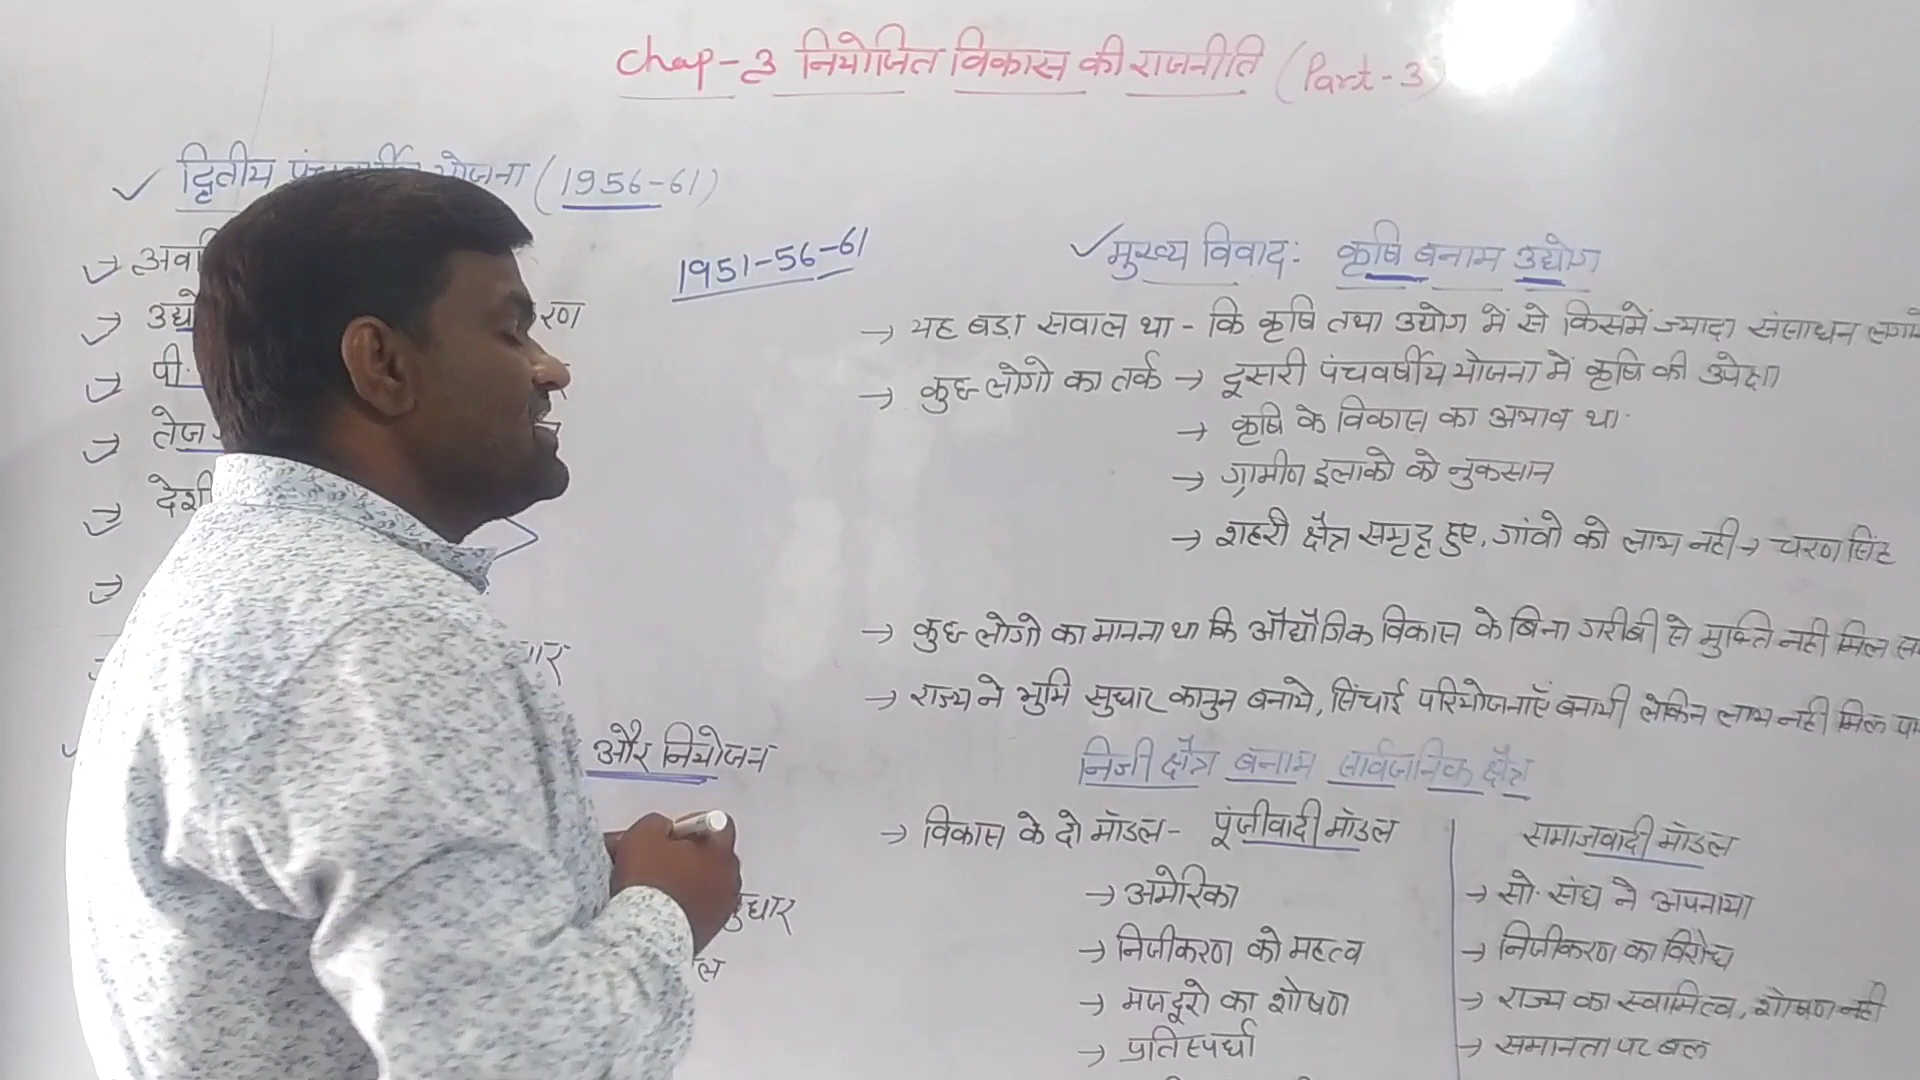 Chap-3 नियोजित विकास की राजनीति (Part-3)
द्वितीय योजना (1956-61)
1951-56-61
तेज
देशी
और नियोजन
मुख्य विवाद: कृषि बनाम उद्योग
→ यह बड़ा सवाल था - कि कृषि तथा उद्योग में से किसमें ज्यादा संसाधन
→ कुछ लोगो का तर्क → दूसरी पंचवर्षीय योजना में कृषि की उपेक्षा
→ कृषि के विकास का अभाव था.
→ ग्रामीण इलाको को नुकसान
→ शहरी क्षैत्र समृद्ध हुए, गांवो को लाभ नही → चरण सिंह
→ कुछ लोगो का मानना था कि औद्यौगिक विकास के बिना गरीबी से मुक्ति नही मिल
→ राज्य ने भुमि सुधार कानुन बनाये, सिंचाई परियोजनाएँ बनायी लेकिन लाभ नही मिल
निजी क्षैत्र बनाम सार्वजनिक क्षैत्र
→ विकास के दो मॉडल - पूंजीवादी मॉडल
→ अमेरिका
→ निजीकरण को महत्व
→ मजदूरो का शोषण
→ प्रतिस्पर्धा
समाजवादी मॉडल
→ सो. संघ ने अपनाया
→ निजीकरण का विरोध
→ राज्य का स्वामित्व, शोषण नही
→ समानता पर बल